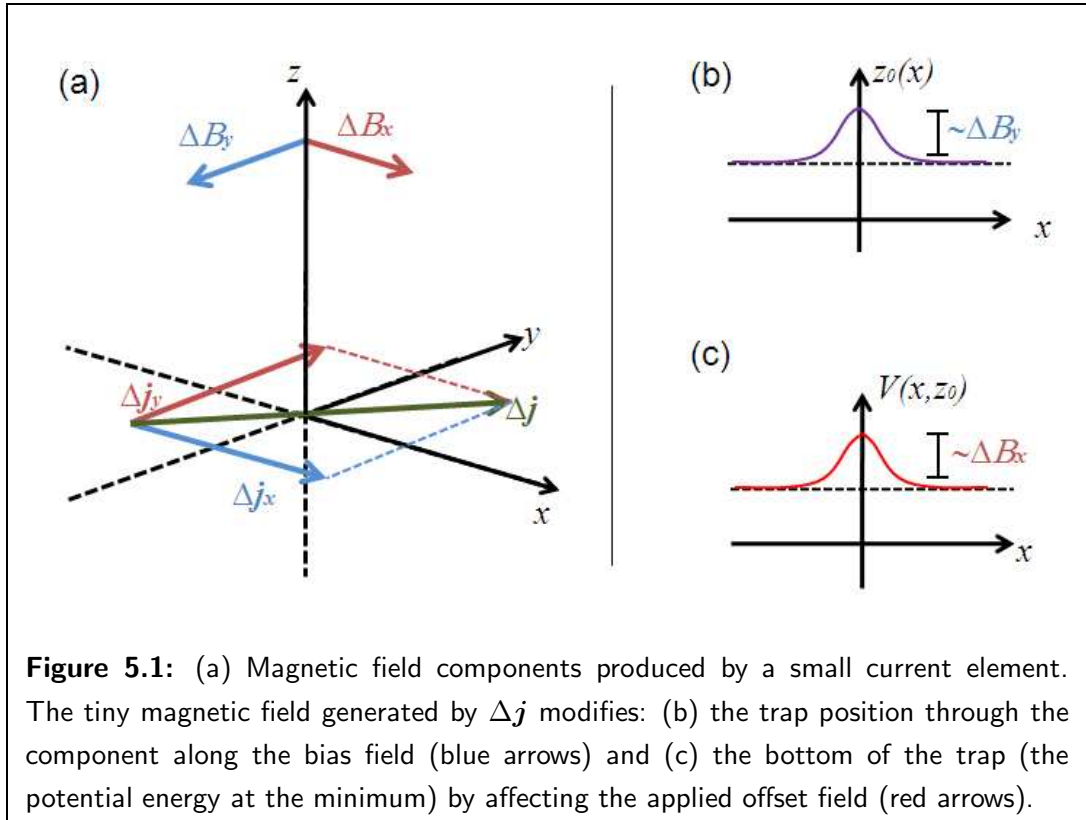 (a)
z
ΔBy
ΔBx
y
Δjy
Δj
Δjx
x
(b)
z0(x)
~ΔBy
x
(c)
V(x,z0)
~ΔBx
x
Figure 5.1: (a) Magnetic field components produced by a small current element.
The tiny magnetic field generated by Δj modifies: (b) the trap position through the
component along the bias field (blue arrows) and (c) the bottom of the trap (the
potential energy at the minimum) by affecting the applied offset field (red arrows).